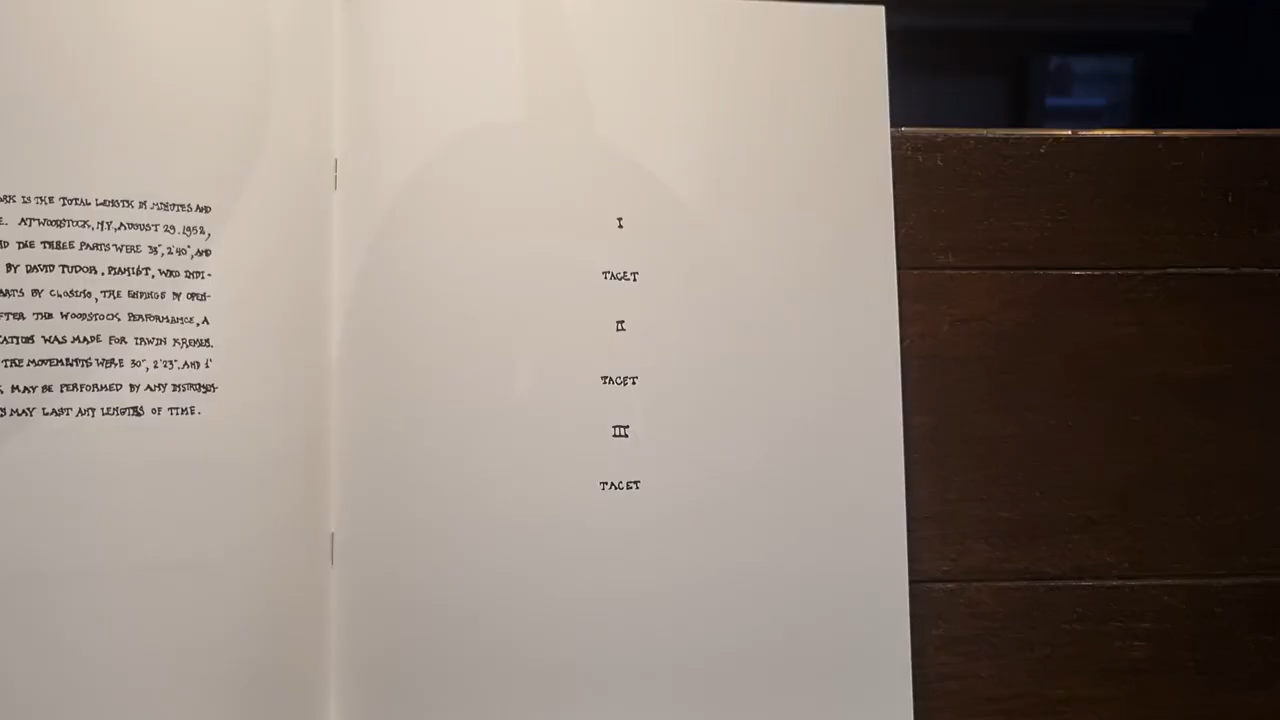 RK IS THE TOTAL LENGTH IN MINUTES AND
E. AT WOODSTOCK, N.Y., AUGUST 29, 1952,
D THE THREE PARTS WERE 33", 2'40", AND
BY DAVID TUDOR, PIANIST, WHO INDI-
ARTS BY CLOSING, THE ENDINGS BY OPEN-
FTER THE WOODSTOCK PERFORMANCE, A
CATION WAS MADE FOR IRWIN KREMEN.
THE MOVEMENTS WERE 30", 2'23", AND 1'
MAY BE PERFORMED BY ANY INSTRUMEN-
S MAY LAST ANY LENGTHS OF TIME.
I
TACET
II
TACET
III
TACET